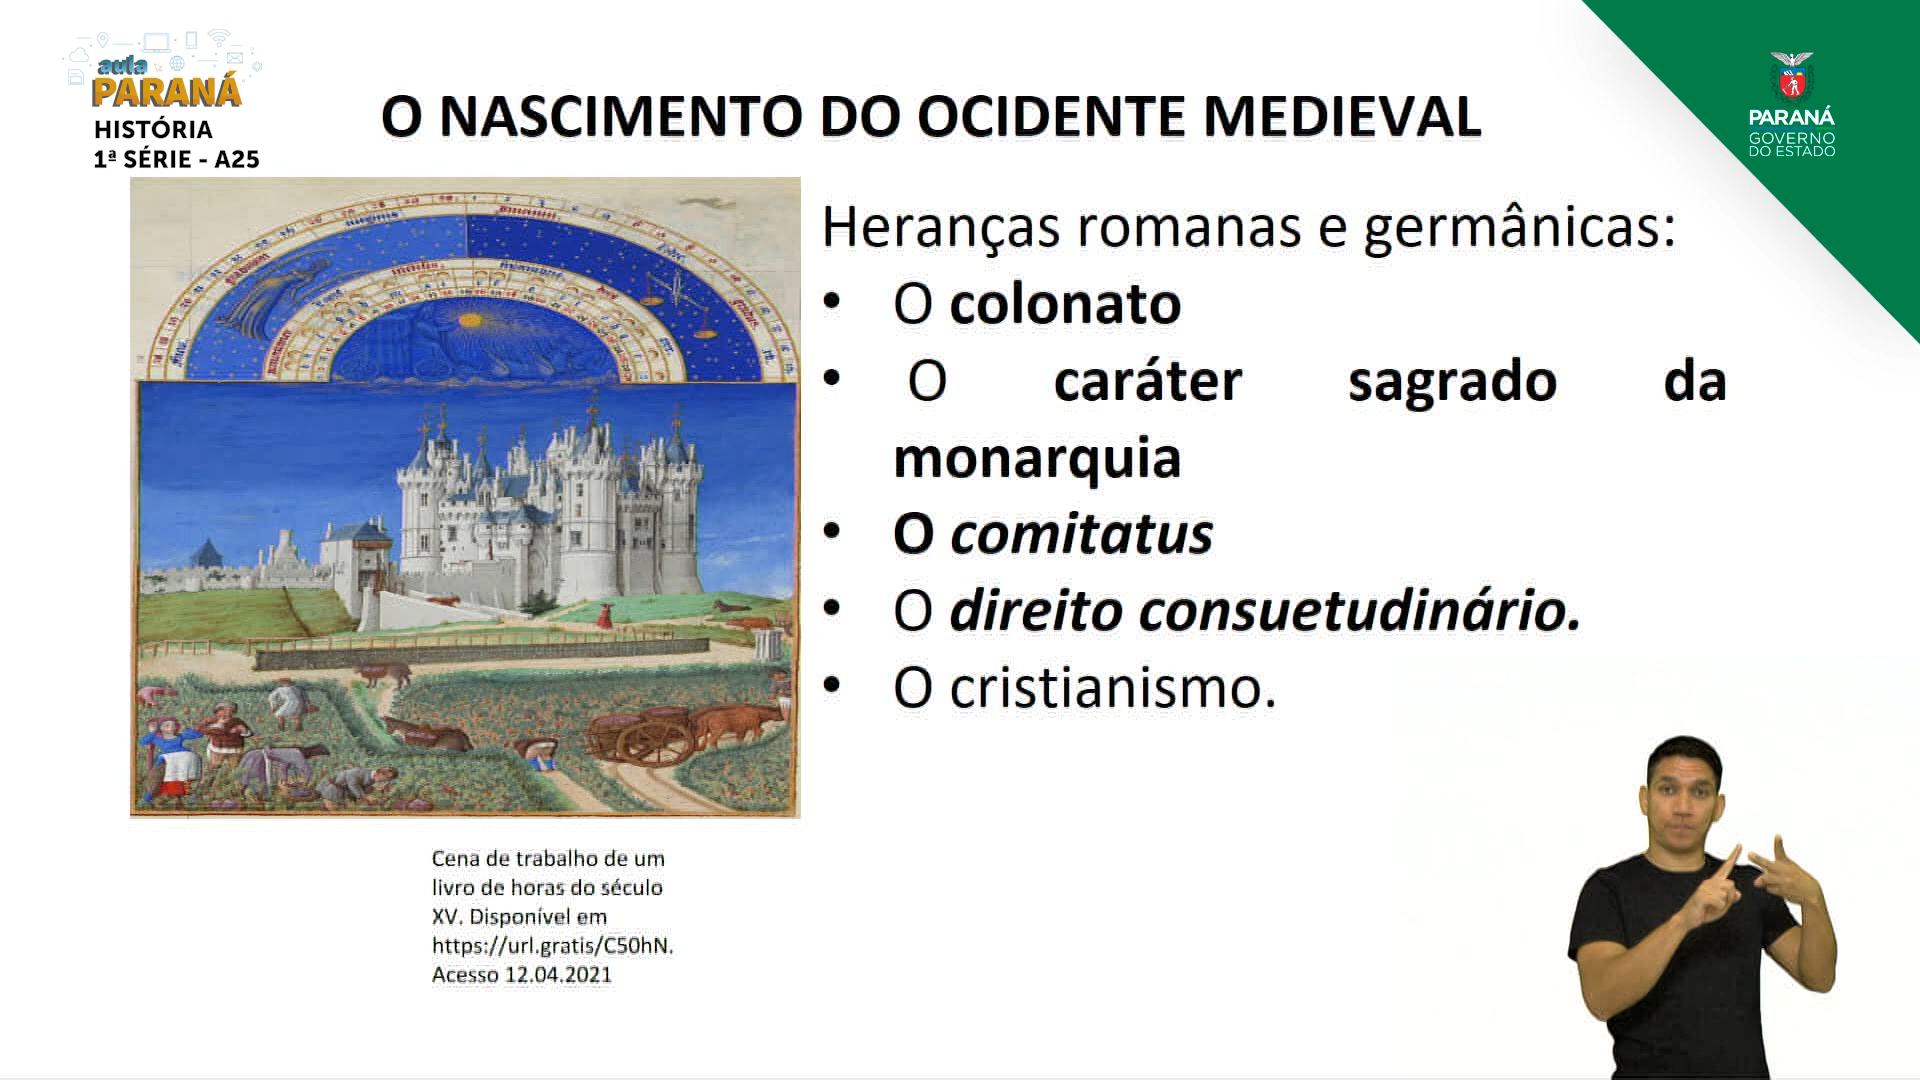 aula
PARANÁ
HISTÓRIA
1ª SÉRIE - A25
O NASCIMENTO DO OCIDENTE MEDIEVAL
PARANÁ
GOVERNO
DO ESTADO
Heranças romanas e germânicas:
• O colonato
• O caráter sagrado da
monarquia
• O comitatus
• O direito consuetudinário.
• O cristianismo.
Cena de trabalho de um
livro de horas do século
XV. Disponível em
https://url.gratis/C50hN.
Acesso 12.04.2021